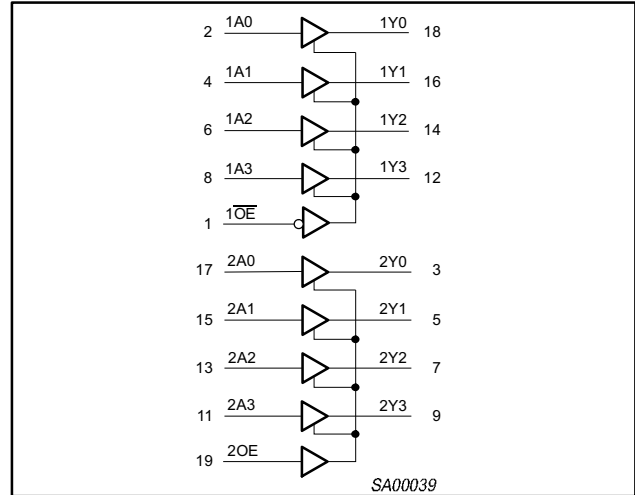 2 1A0 1Y0 18
4 1A1 1Y1 16
6 1A2 1Y2 14
8 1A3 1Y3 12
1 1O̅E̅
17 2A0 2Y0 3
15 2A1 2Y1 5
13 2A2 2Y2 7
11 2A3 2Y3 9
19 2OE
SA00039